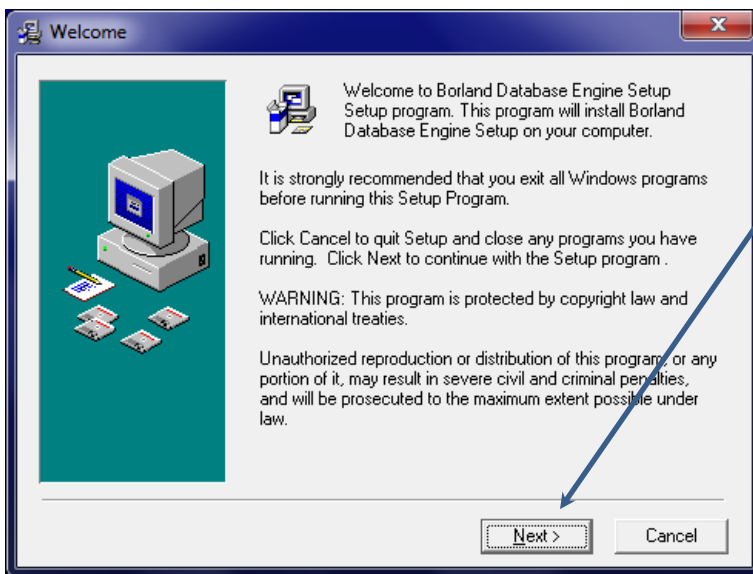 Welcome
Welcome to Borland Database Engine Setup
Setup program. This program will install Borland
Database Engine Setup on your computer.
It is strongly recommended that you exit all Windows programs
before running this Setup Program.
Click Cancel to quit Setup and close any programs you have
running. Click Next to continue with the Setup program .
WARNING: This program is protected by copyright law and
international treaties.
Unauthorized reproduction or distribution of this program, or any
portion of it, may result in severe civil and criminal penalties,
and will be prosecuted to the maximum extent possible under
law.
Next >
Cancel